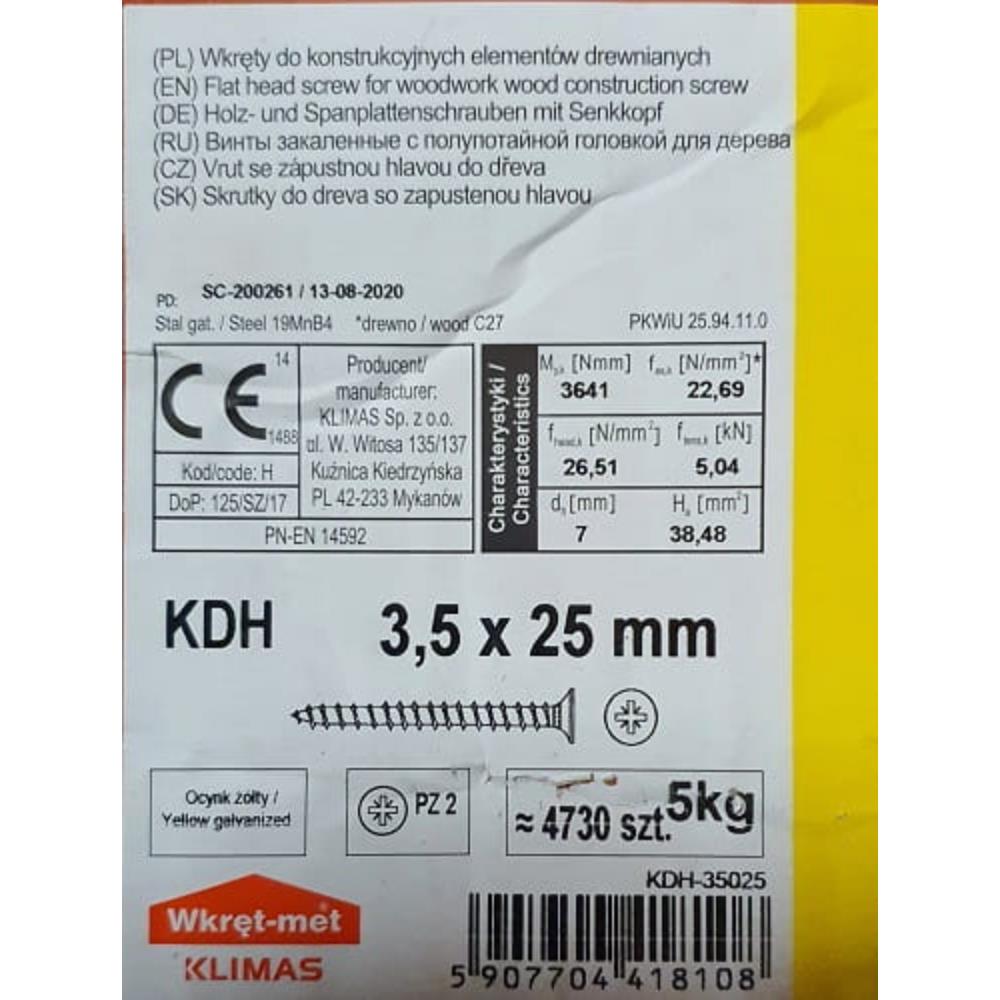 (PL) Wkręty do konstrukcyjnych elementów drewnianych
(EN) Flat head screw for woodwork wood construction screw
(DE) Holz- und Spanplattenschrauben mit Senkkopf
(RU) Винты закаленные с полупотайной головкой для дерева
(CZ) Vrut se zápustnou hlavou do dřeva
(SK) Skrutky do dreva so zapustenou hlavou
PD: SC-200261 / 13-08-2020
Stal gat. / Steel 19MnB4 *drewno / wood C27 PKWiU 25.94.11.0
CE 14
1488
Kod/code: H
DoP: 125/SZ/17
Producent/
manufacturer:
KLIMAS Sp. z o.o.
ul. W. Witosa 135/137
Kuźnica Kiedrzyńska
PL 42-233 Mykanów
PN-EN 14592
Charakterystyki /
Characteristics
My,k [Nmm] fax,k [N/mm²]*
3641 22,69
fhead,k [N/mm²] ftens,k [kN]
26,51 5,04
[mm] [mm²]
7 38,48
KDH 3,5 x 25 mm
Ocynk żółty /
Yellow galvanized
PZ 2
≈ 4730 szt. 5kg
KDH-35025
Wkręt-met
KLIMAS
5 907704 418108